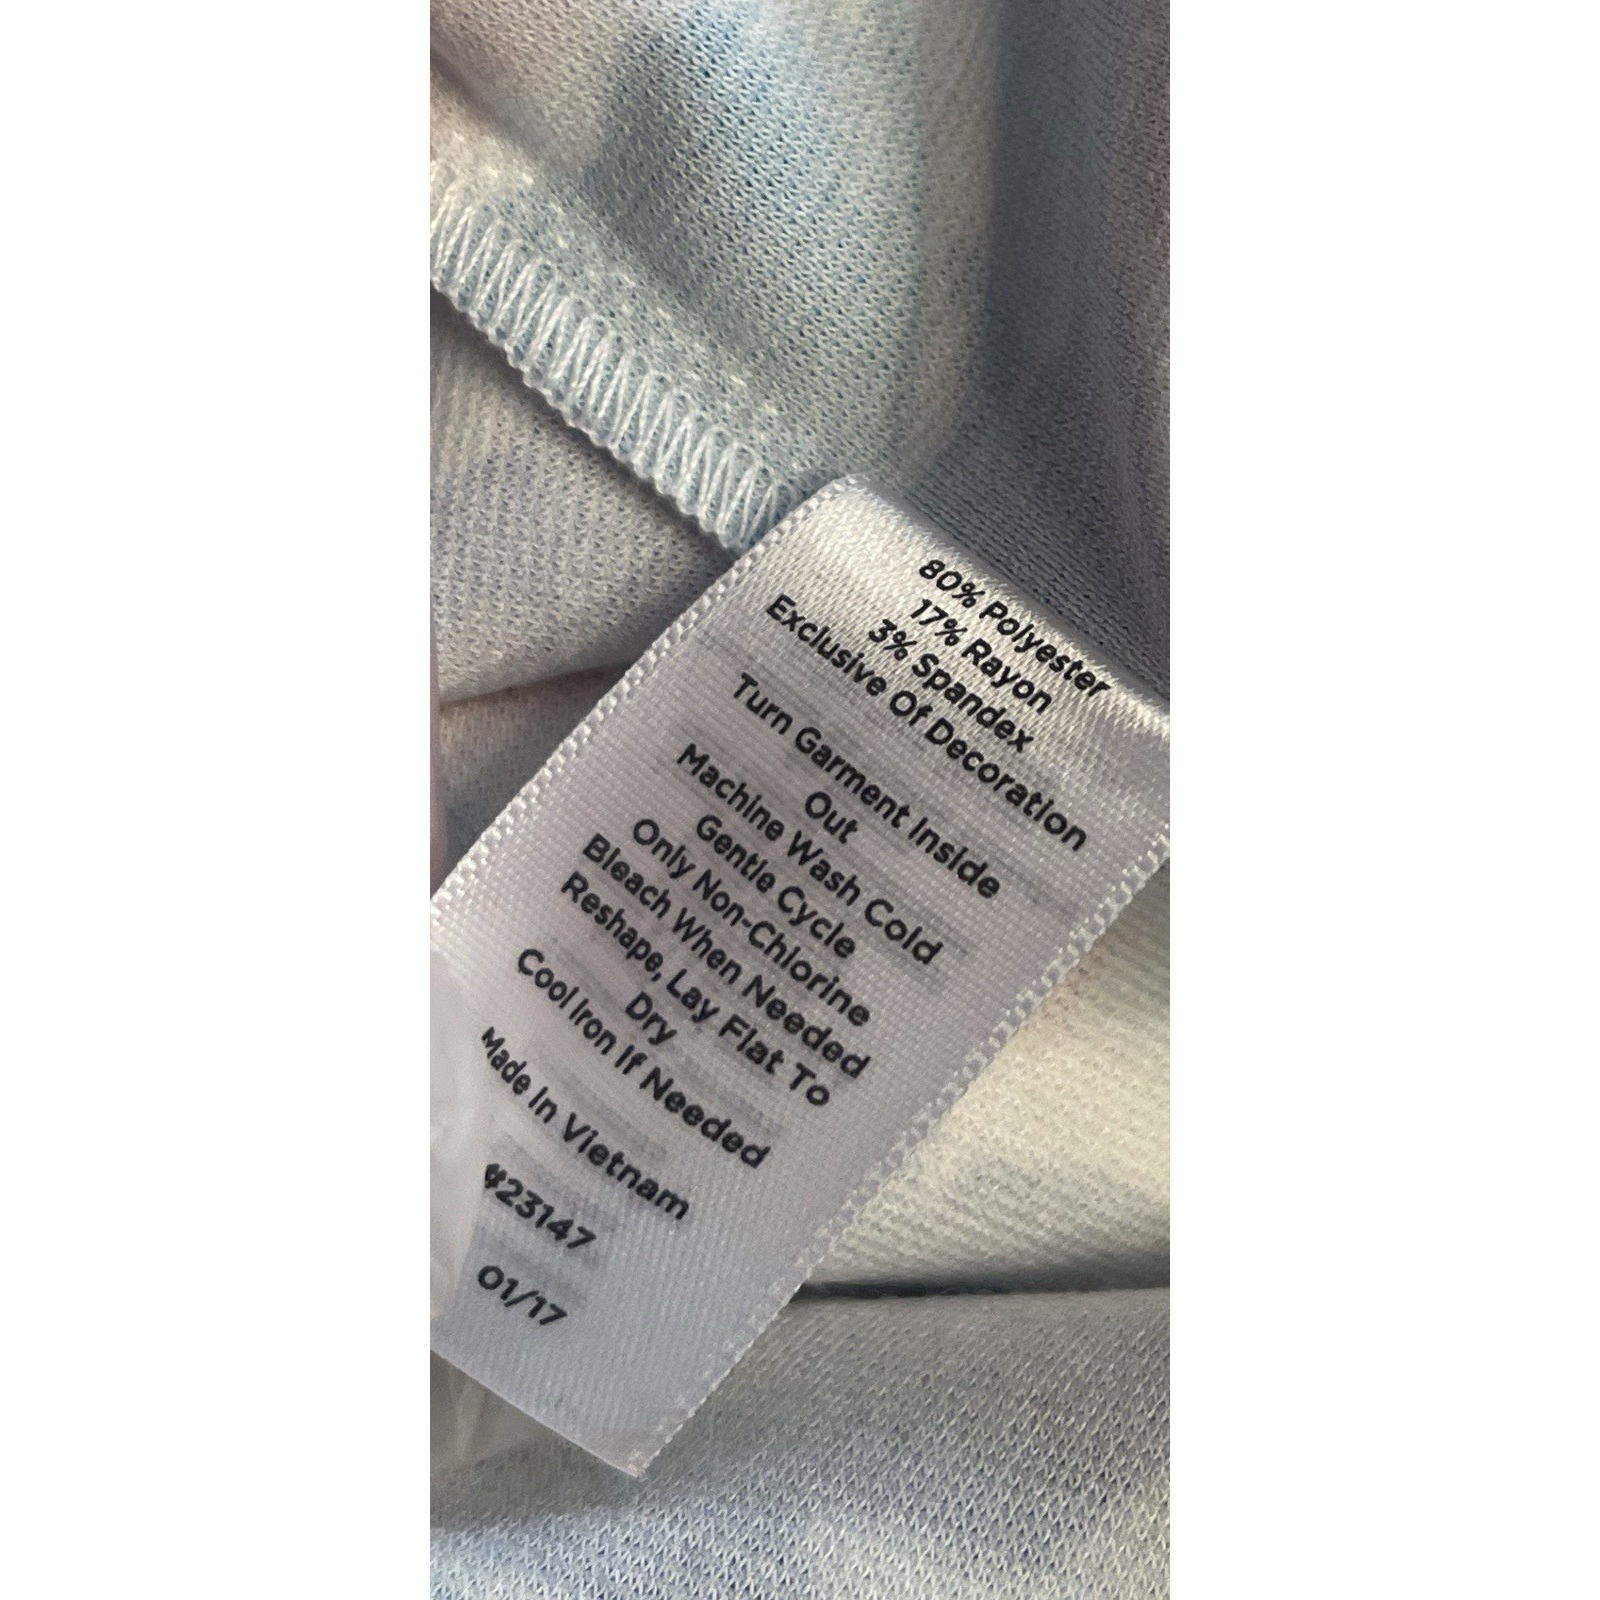 80% Polyester
17% Rayon
3% Spandex
Exclusive Of Decoration
Turn Garment Inside
Out
Machine Wash Cold
Gentle Cycle
Only Non-Chlorine
Bleach When Needed
Reshape, Lay Flat To
Dry
Cool Iron If Needed
Made In Vietnam
#23147
01/17